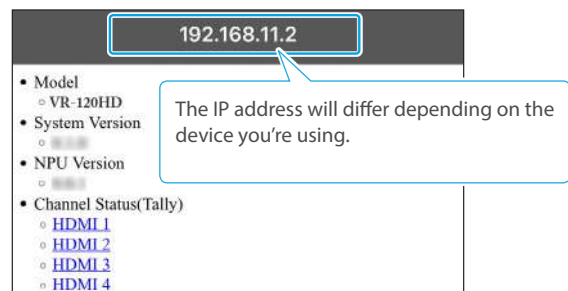 192.168.11.2
• Model
◦ VR-120HD
• System Version
• NPU Version
• Channel Status(Tally)
◦ HDMI 1
◦ HDMI 2
◦ HDMI 3
◦ HDMI 4
The IP address will differ depending on the
device you're using.